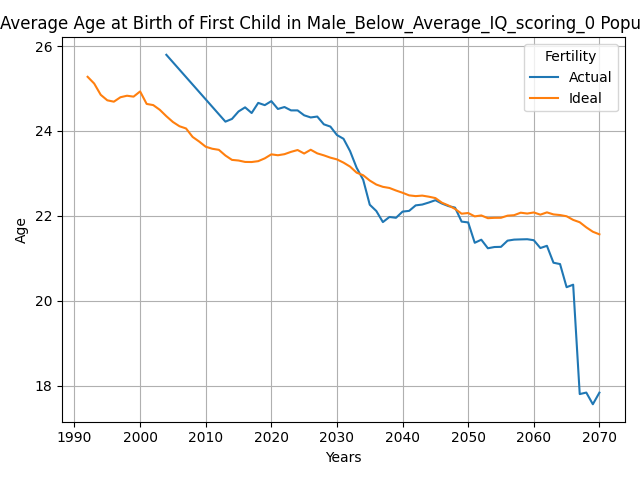 Average Age at Birth of First Child in Male_Below_Average_IQ_scoring_0 Popu
26
24
22
20
18
Age
1990
2000
2010
2020
2030
2040
2050
2060
2070
Years
Fertility
Actual
Ideal